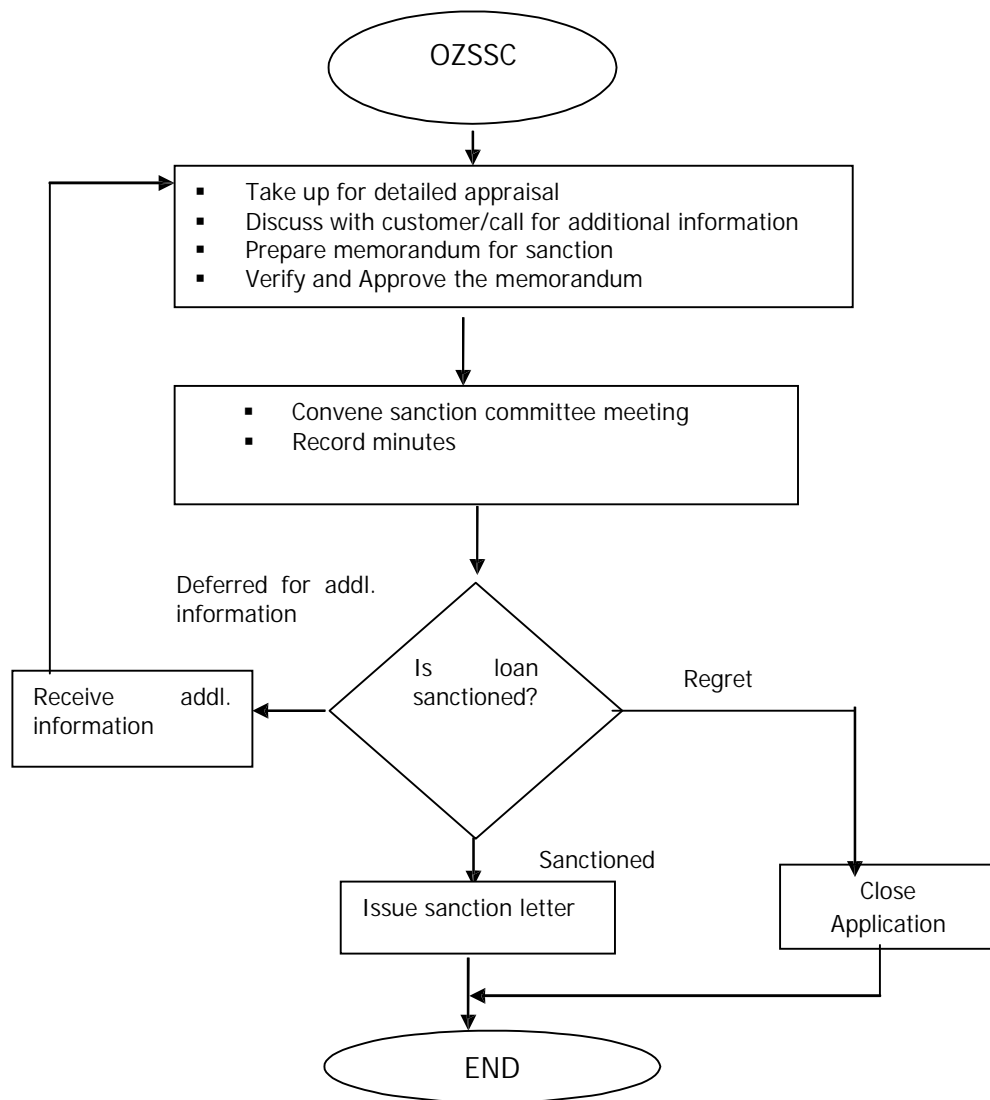 OZSSC
▪ Take up for detailed appraisal
▪ Discuss with customer/call for additional information
▪ Prepare memorandum for sanction
▪ Verify and Approve the memorandum
▪ Convene sanction committee meeting
▪ Record minutes
Deferred for addl.
information
Is loan
sanctioned?
Regret
Receive addl.
information
Sanctioned
Issue sanction letter
Close
Application
END